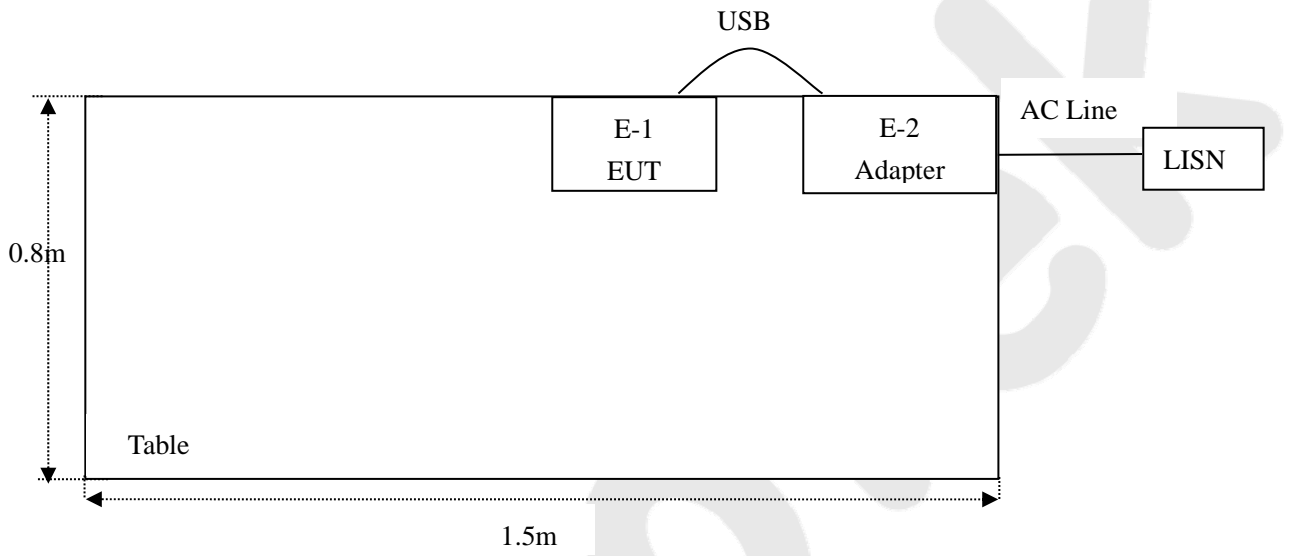 USB
E-1
EUT
E-2
Adapter
AC Line
LISN
0.8m
Table
1.5m